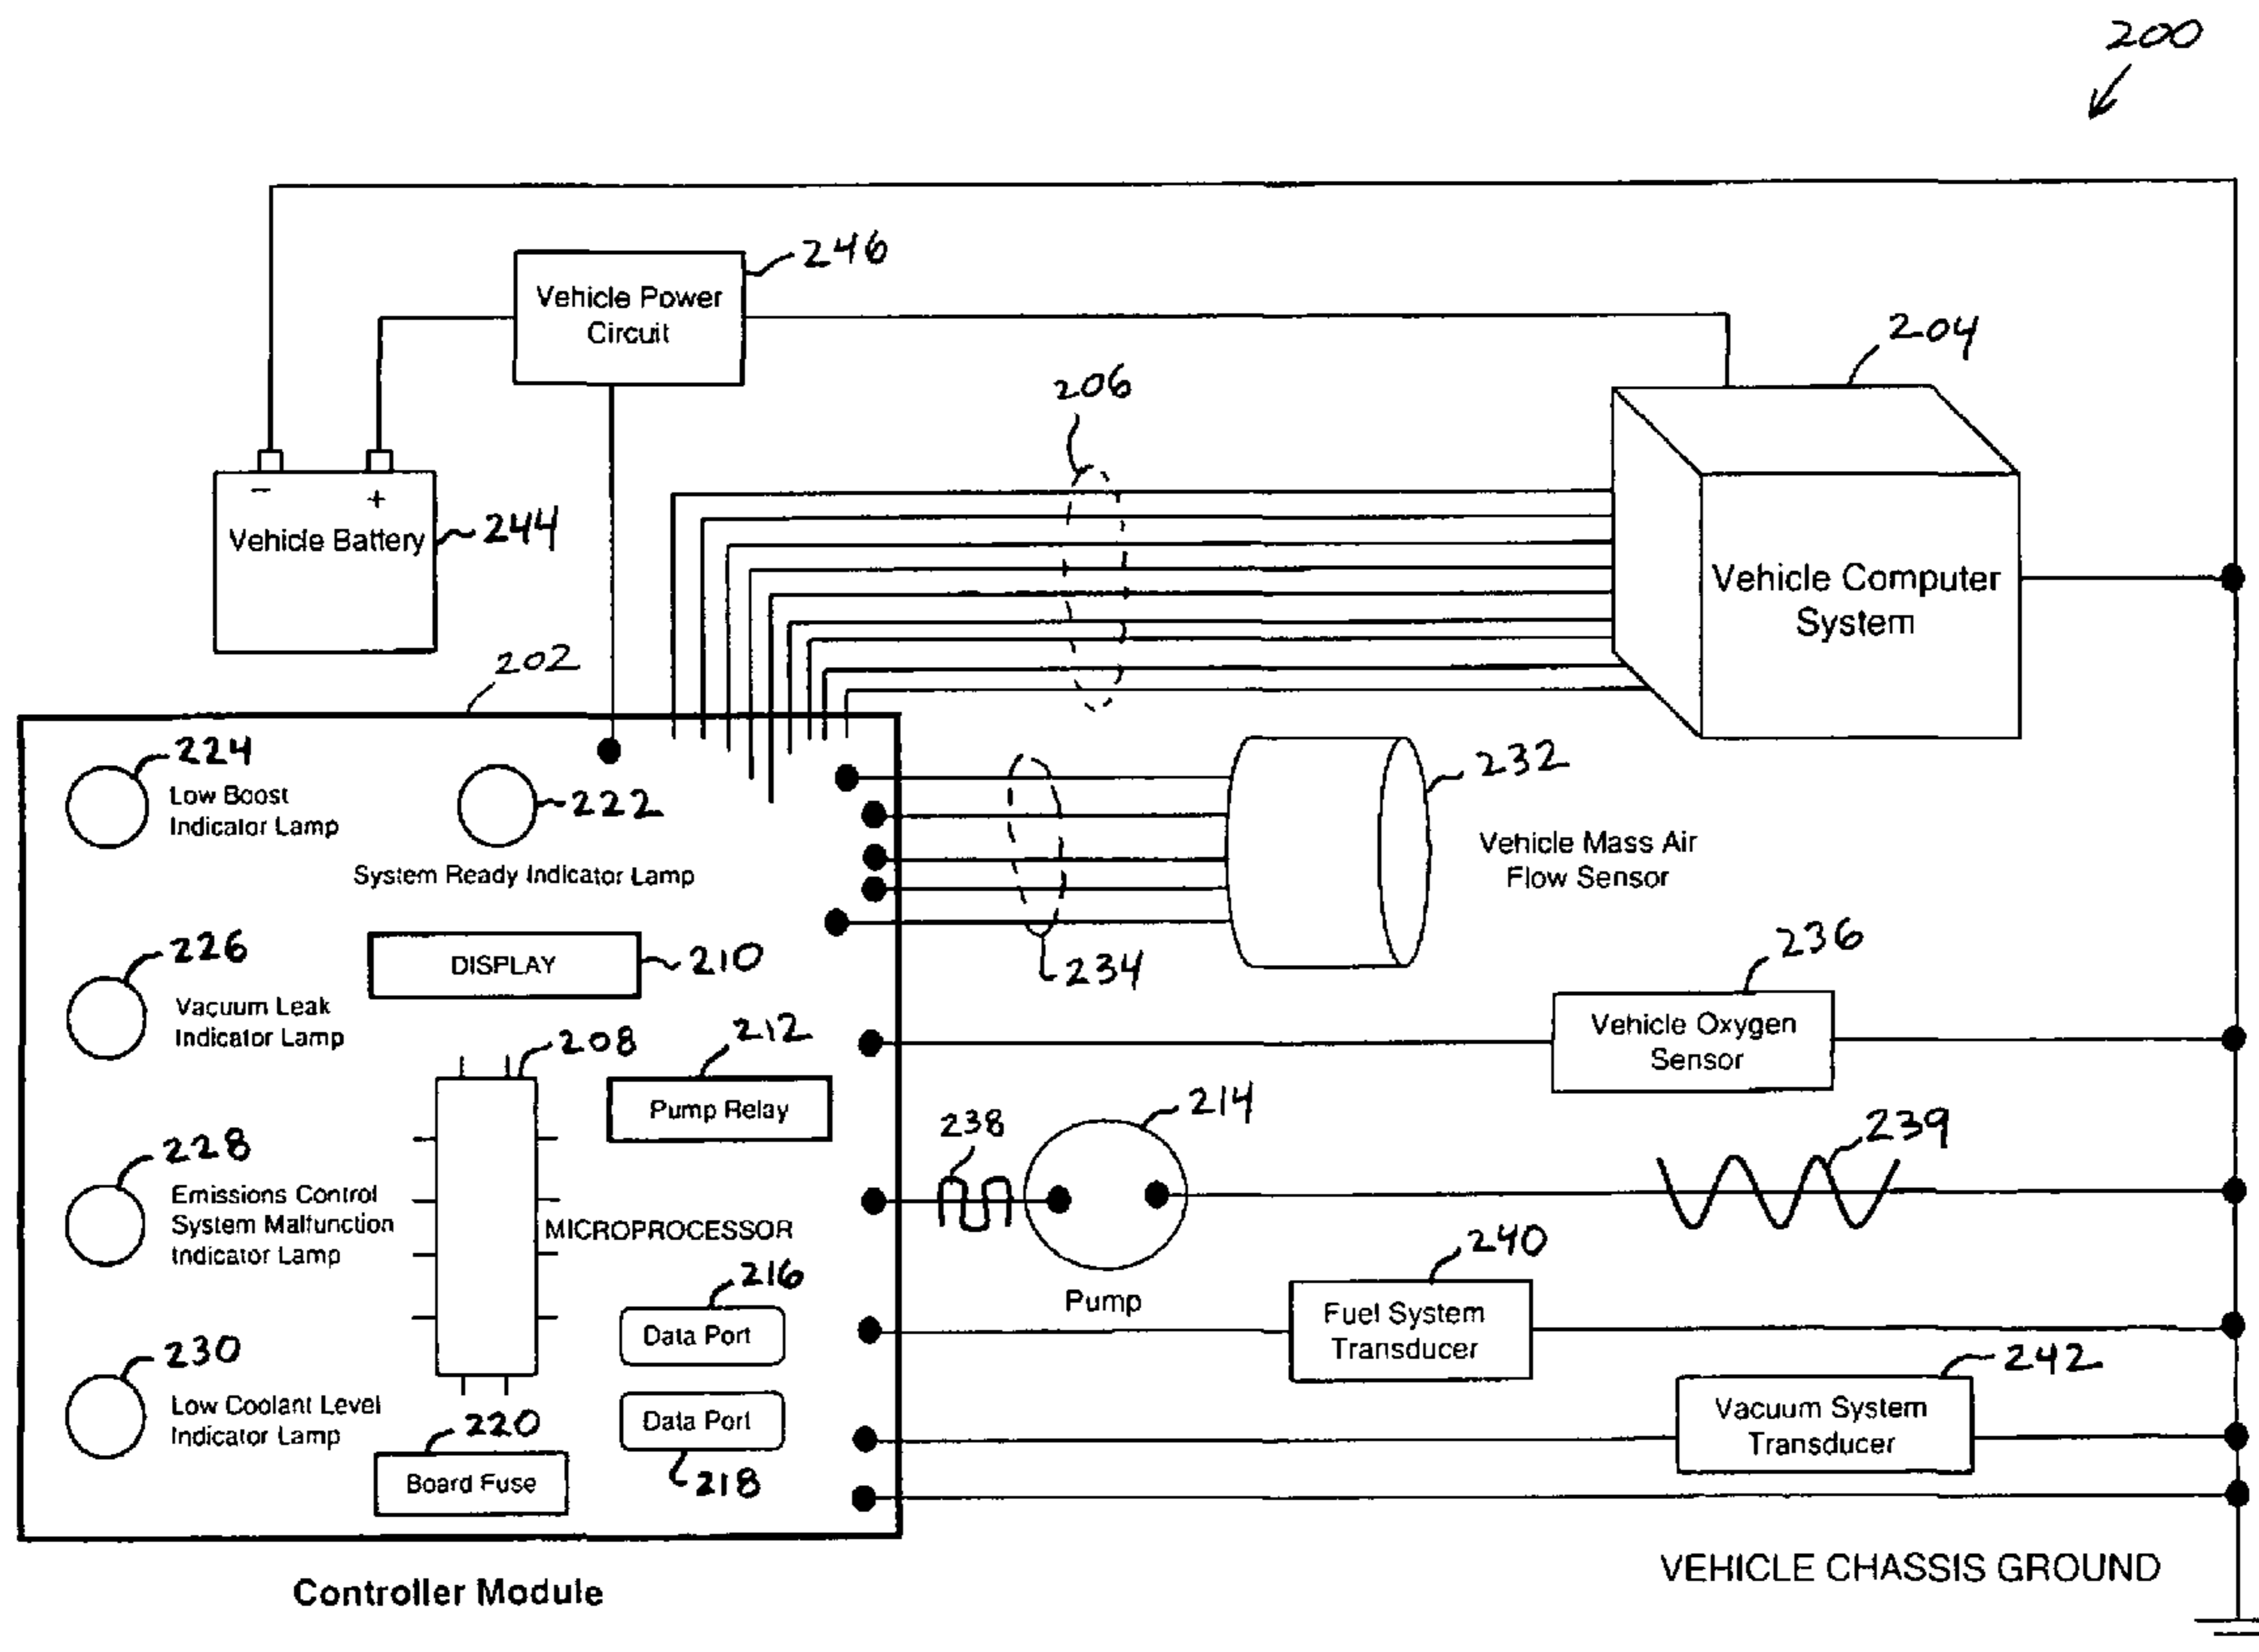 200
246
Vehicle Power
Circuit
204
206
−
+
Vehicle Battery
244
Vehicle Computer
System
202
224
Low Boost
Indicator Lamp
222
System Ready Indicator Lamp
232
Vehicle Mass Air
Flow Sensor
234
226
Vacuum Leak
Indicator Lamp
DISPLAY
210
236
Vehicle Oxygen
Sensor
208
212
Pump Relay
238
214
239
228
Emissions Control
System Malfunction
Indicator Lamp
MICROPROCESSOR
216
Data Port
Pump
240
Fuel System
Transducer
230
Low Coolant Level
Indicator Lamp
220
Board Fuse
Data Port
218
242
Vacuum System
Transducer
VEHICLE CHASSIS GROUND
Controller Module